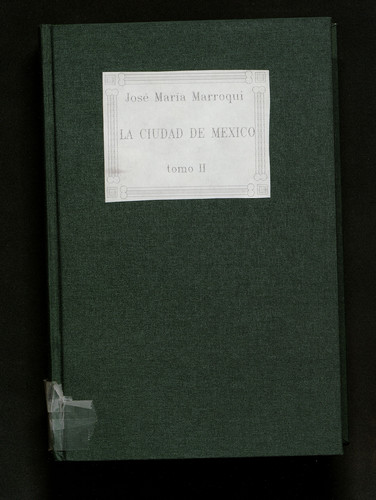 José María Marroqui
LA CIUDAD DE MEXICO
tomo II